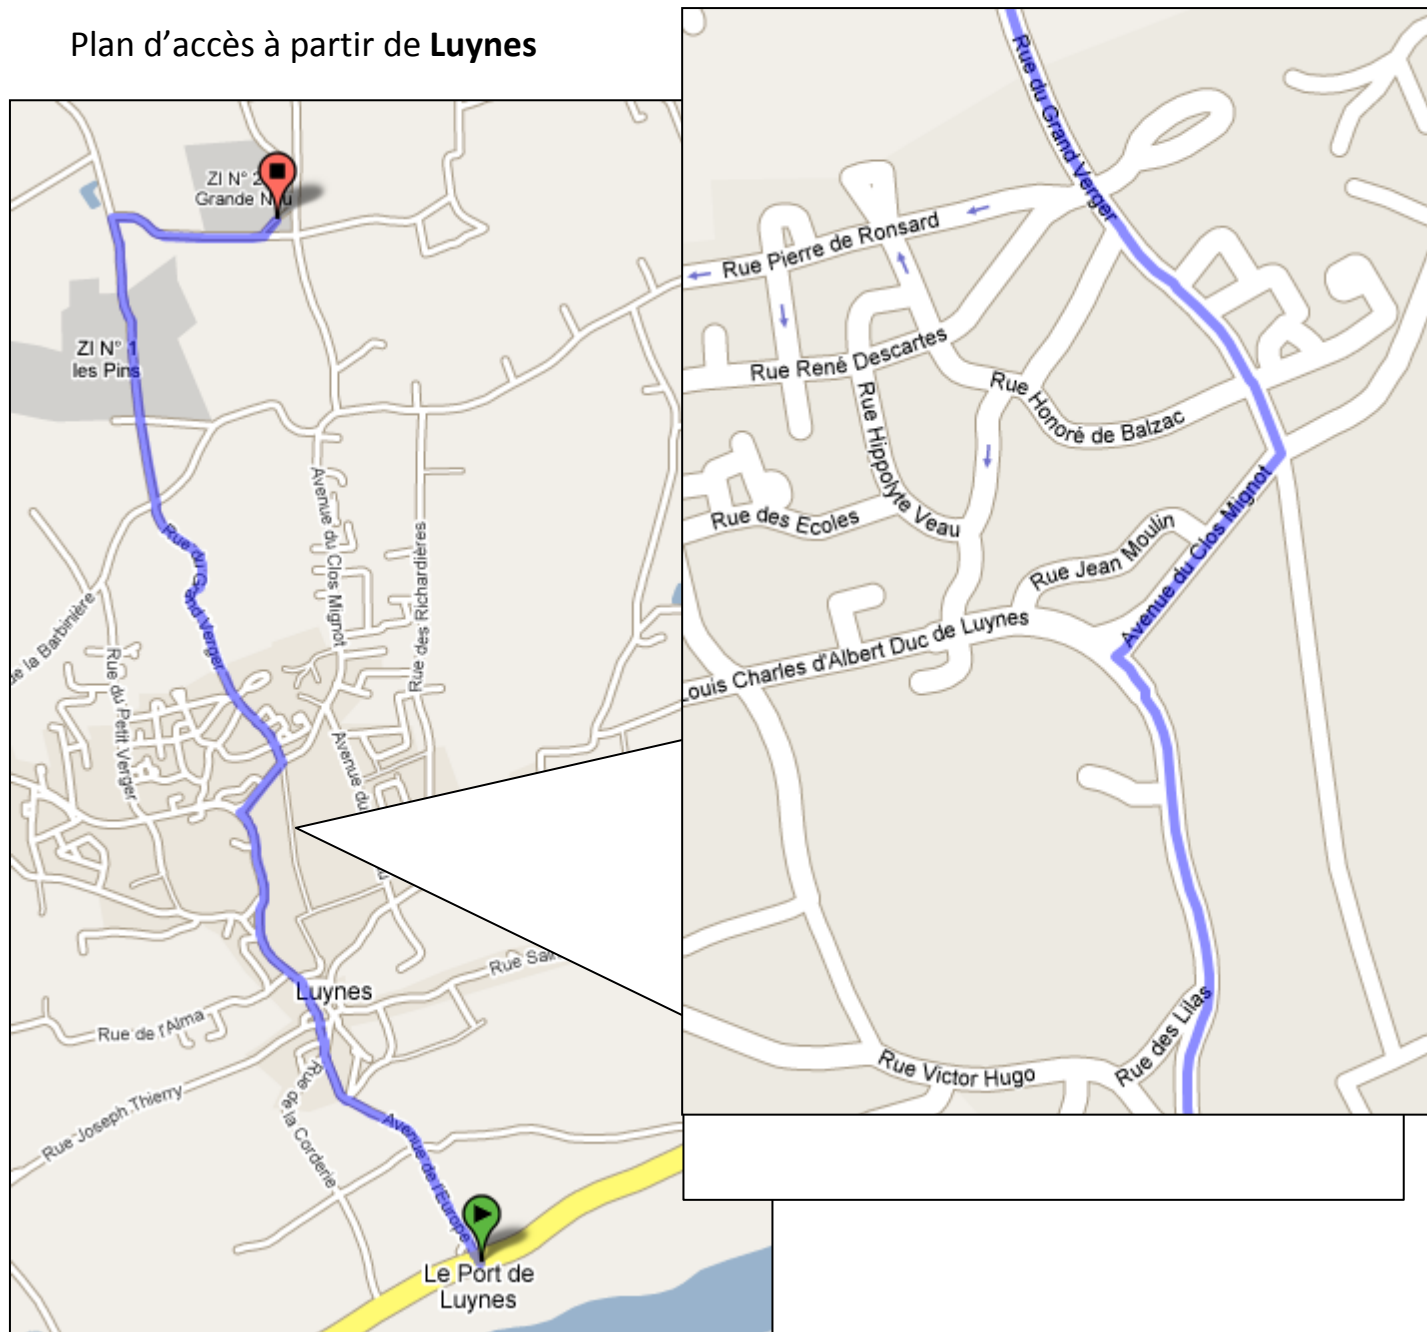 Plan d'accès à partir de Luynes
ZI N° 2
Grande N u
ZI N° 1
les Pins
Rue du Grand Verger
Avenue du Clos Mignot
Rue des Richardières
de la Barbinière
Rue du Petit Verger
Avenue du
Luynes
Rue Sain
Rue de l'Alma
Rue Joseph Thierry
Rue de la Corderie
Avenue de l'Europe
Le Port de
Luynes
Rue du Grand Verger
Rue Pierre de Ronsard
Rue René Descartes
Rue Honoré de Balzac
Rue Hippolyte Veau
Rue des Ecoles
Rue Jean Moulin
Avenue du Clos Mignot
Louis Charles d'Albert Duc de Luynes
Rue des Lilas
Rue Victor Hugo